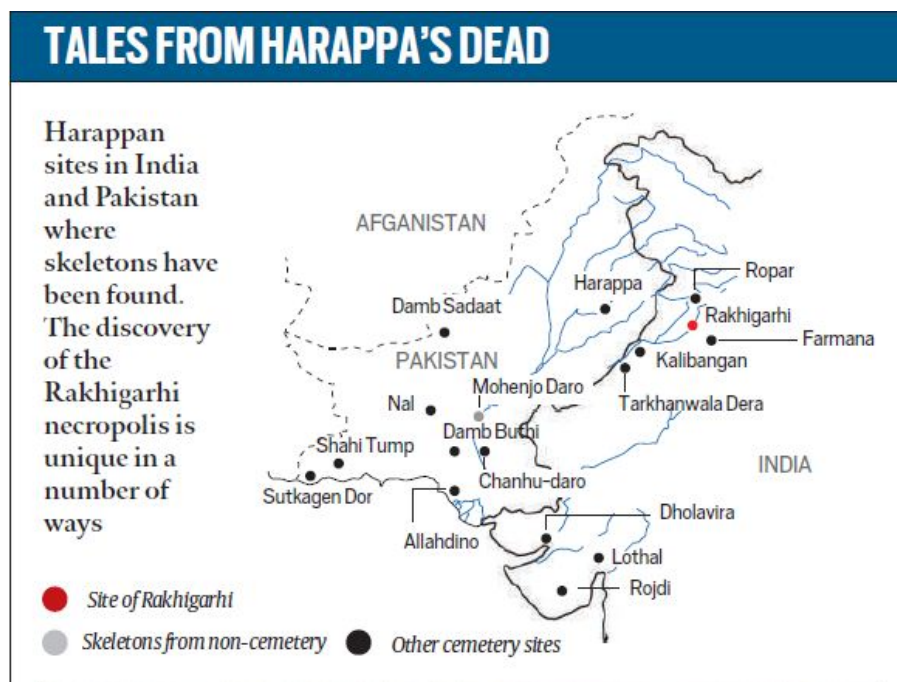 TALES FROM HARAPPA'S DEAD
Harappan
sites in India
and Pakistan
where
skeletons have
been found.
The discovery
of the
Rakhigarhi
necropolis is
unique in a
number of
ways
AFGANISTAN
Damb Sadaat
Harappa
Ropar
Rakhigarhi
Farmana
PAKISTAN
Kalibangan
Mohenjo Daro
Tarkhanwala Dera
Nal
Damb Buthi
Shahi Tump
INDIA
Chanhu-daro
Sutkagen Dor
Dholavira
Allahdino
Lothal
Rojdi
Site of Rakhigarhi
Skeletons from non-cemetery
Other cemetery sites